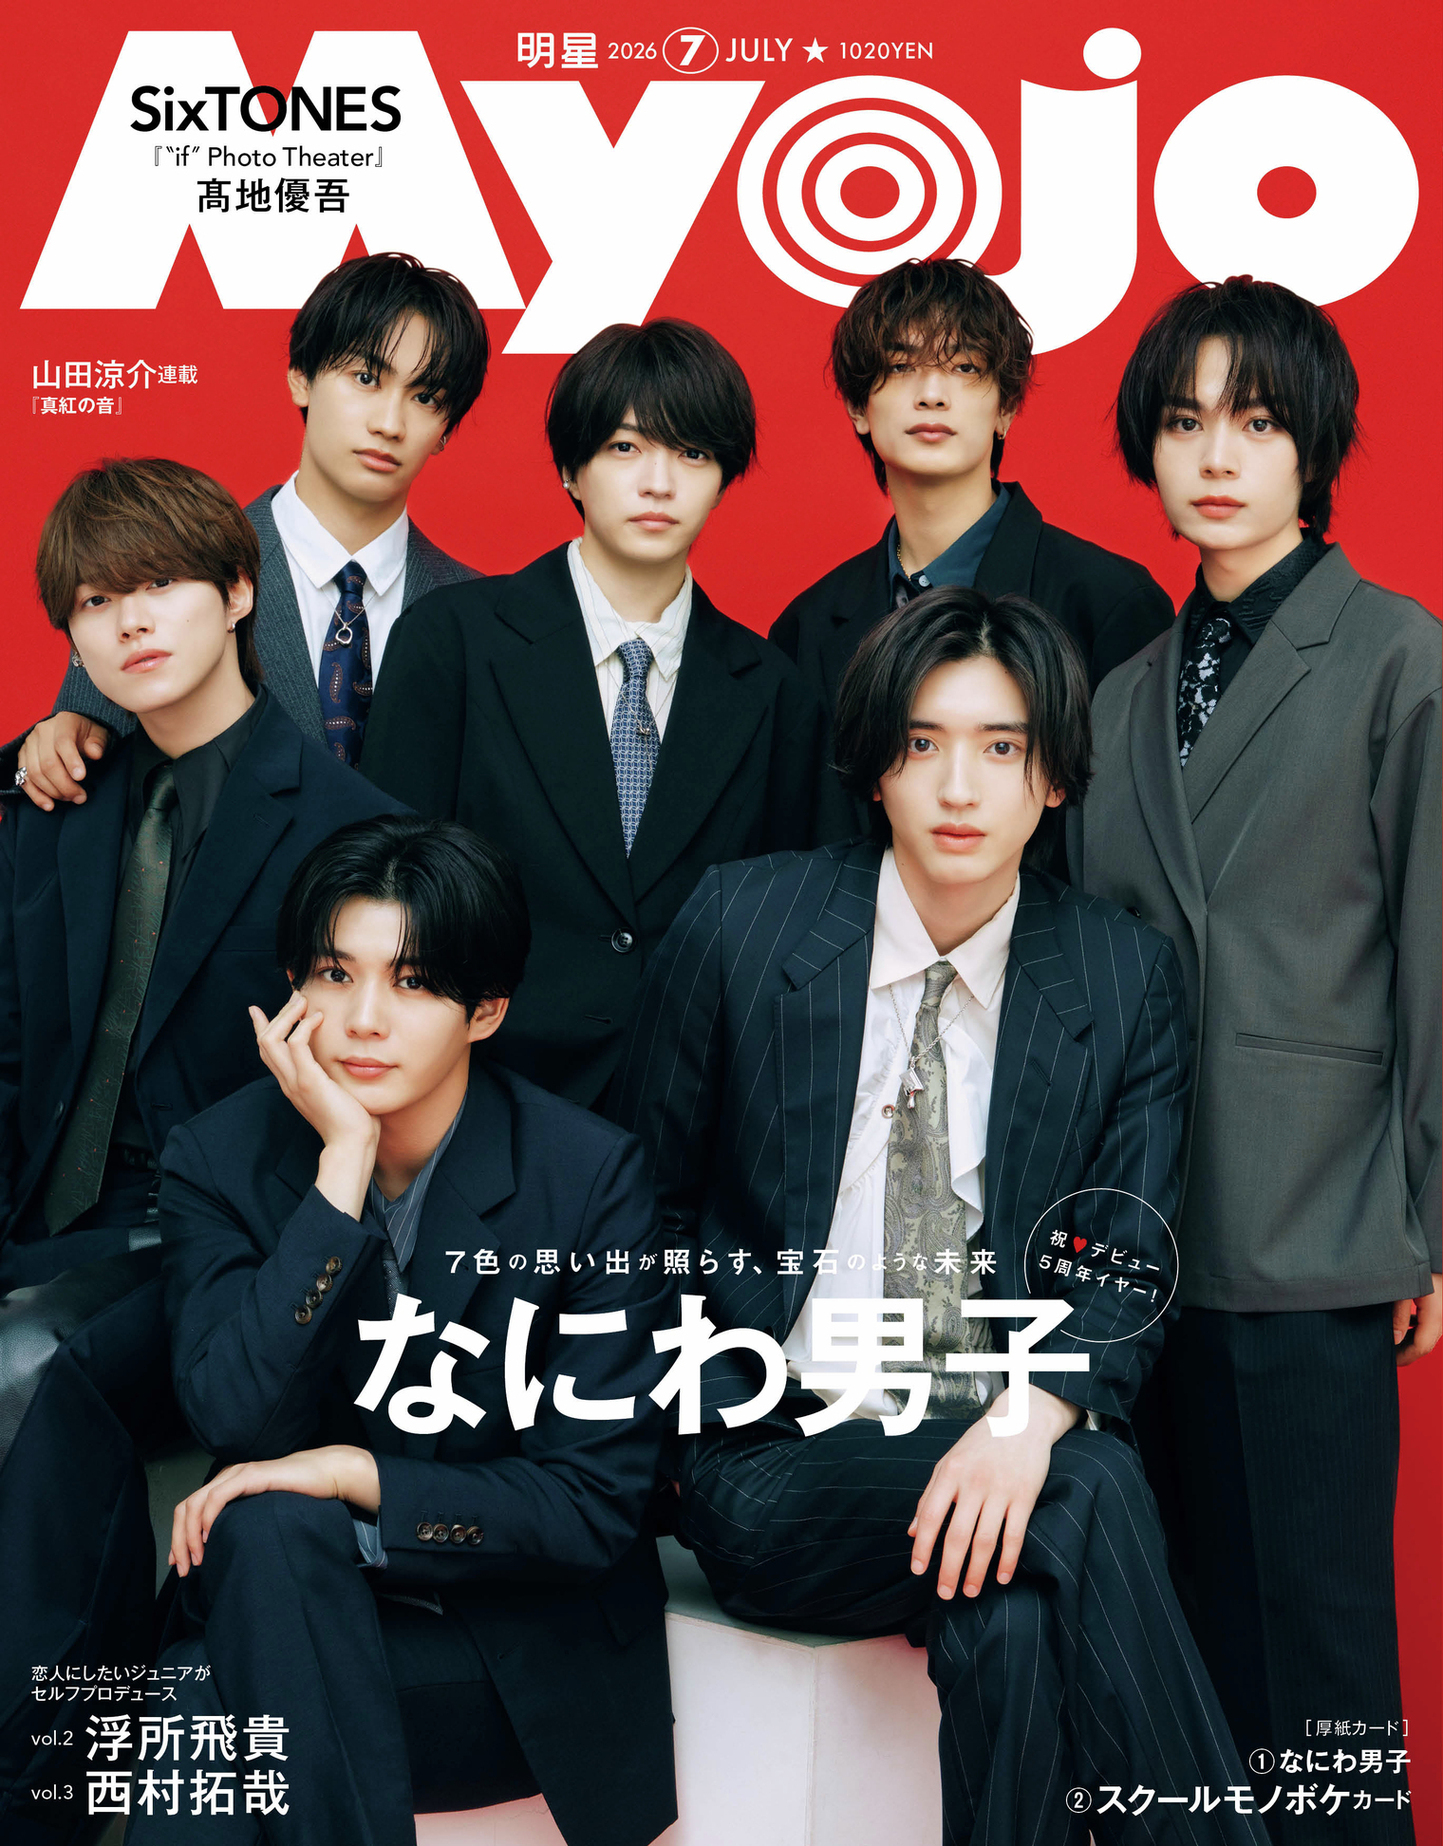 明星 2026 7 JULY ★ 1020YEN
Myojo
SixTONES
『“if” Photo Theater』
髙地優吾
山田涼介連載
『真紅の音』
7色の思い出が照らす、宝石のような未来
祝♥デビュー
5周年イヤー!
なにわ男子
恋人にしたいジュニアが
セルフプロデュース
vol.2 浮所飛貴
vol.3 西村拓哉
[厚紙カード]
①なにわ男子
②スクールモノボケカード